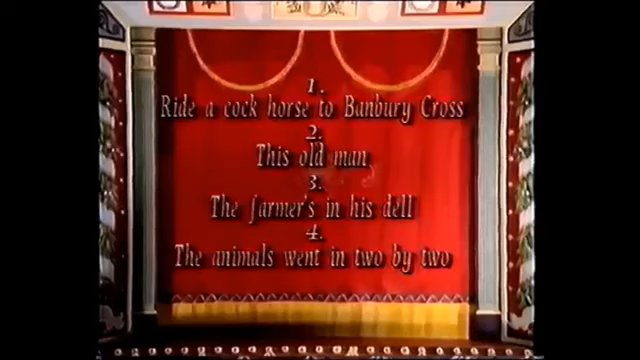 1.
Ride a cock horse to Banbury Cross
2.
This old man
3.
The farmer's in his dell
4.
The animals went in two by two